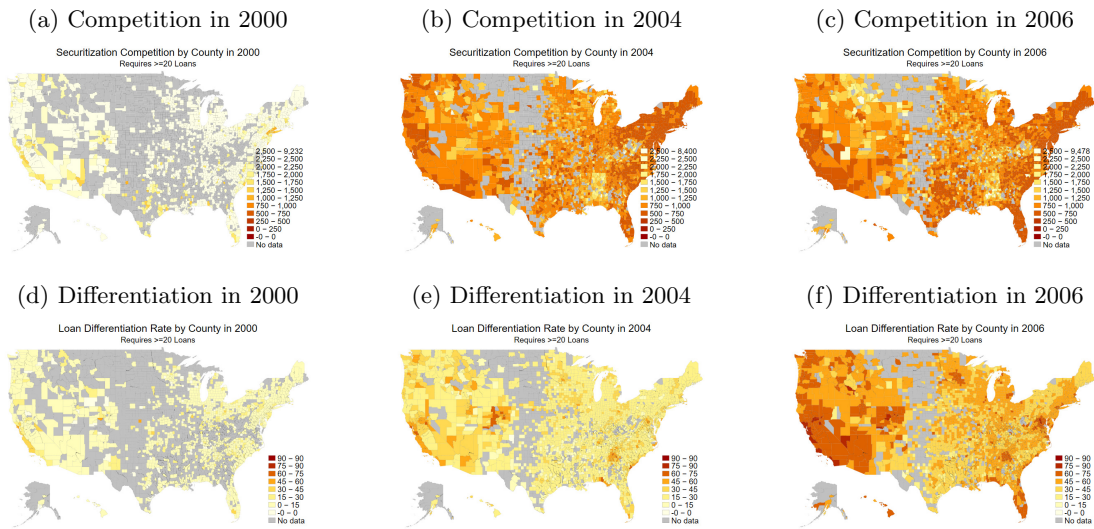 (a) Competition in 2000
Securitization Competition by County in 2000
Requires >=20 Loans
2,500 − 9,232
2,250 − 2,500
2,000 − 2,250
1,750 − 2,000
1,500 − 1,750
1,250 − 1,500
1,000 − 1,250
750 − 1,000
500 − 750
250 − 500
0 − 250
-0 − 0
No data
(b) Competition in 2004
Securitization Competition by County in 2004
Requires >=20 Loans
2,500 − 8,400
2,250 − 2,500
2,000 − 2,250
1,750 − 2,000
1,500 − 1,750
1,250 − 1,500
1,000 − 1,250
750 − 1,000
500 − 750
250 − 500
0 − 250
-0 − 0
No data
(c) Competition in 2006
Securitization Competition by County in 2006
Requires >=20 Loans
2,500 − 9,478
2,250 − 2,500
2,000 − 2,250
1,750 − 2,000
1,500 − 1,750
1,250 − 1,500
1,000 − 1,250
750 − 1,000
500 − 750
250 − 500
0 − 250
-0 − 0
No data
(d) Differentiation in 2000
Loan Differentiation Rate by County in 2000
Requires >=20 Loans
90 − 90
75 − 90
60 − 75
45 − 60
30 − 45
15 − 30
0 − 15
-0 − 0
No data
(e) Differentiation in 2004
Loan Differentiation Rate by County in 2004
Requires >=20 Loans
90 − 90
75 − 90
60 − 75
45 − 60
30 − 45
15 − 30
0 − 15
-0 − 0
No data
(f) Differentiation in 2006
Loan Differentiation Rate by County in 2006
Requires >=20 Loans
90 − 90
75 − 90
60 − 75
45 − 60
30 − 45
15 − 30
0 − 15
-0 − 0
No data